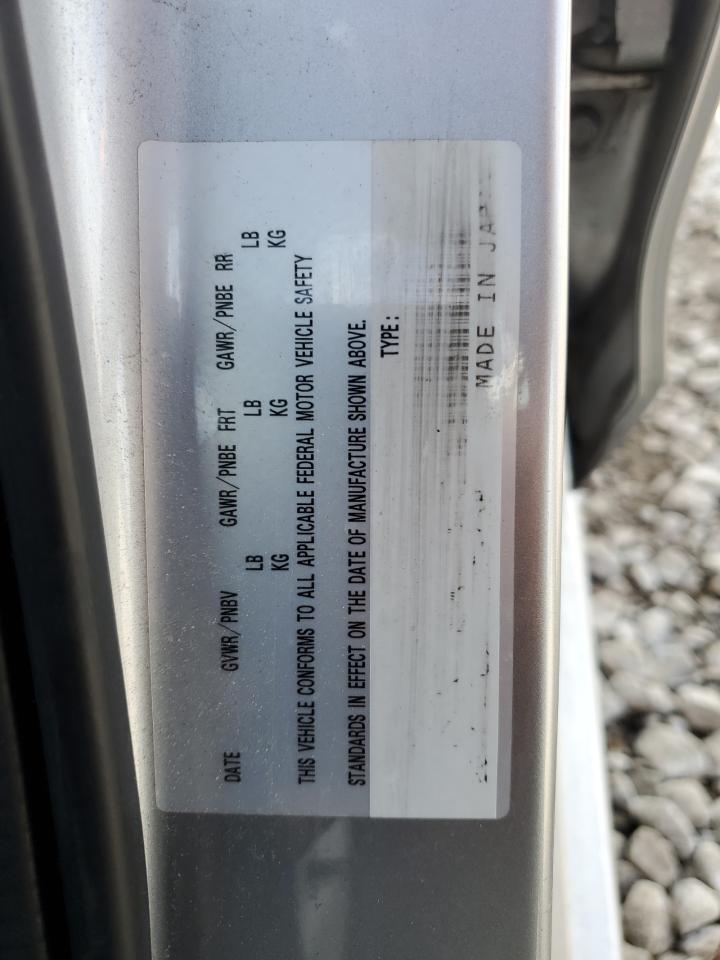 DATE GVWR/PNBV GAWR/PNBE FRT GAWR/PNBE RR
LB LB LB
KG KG KG
THIS VEHICLE CONFORMS TO ALL APPLICABLE FEDERAL MOTOR VEHICLE SAFETY
STANDARDS IN EFFECT ON THE DATE OF MANUFACTURE SHOWN ABOVE.
TYPE:
MADE IN